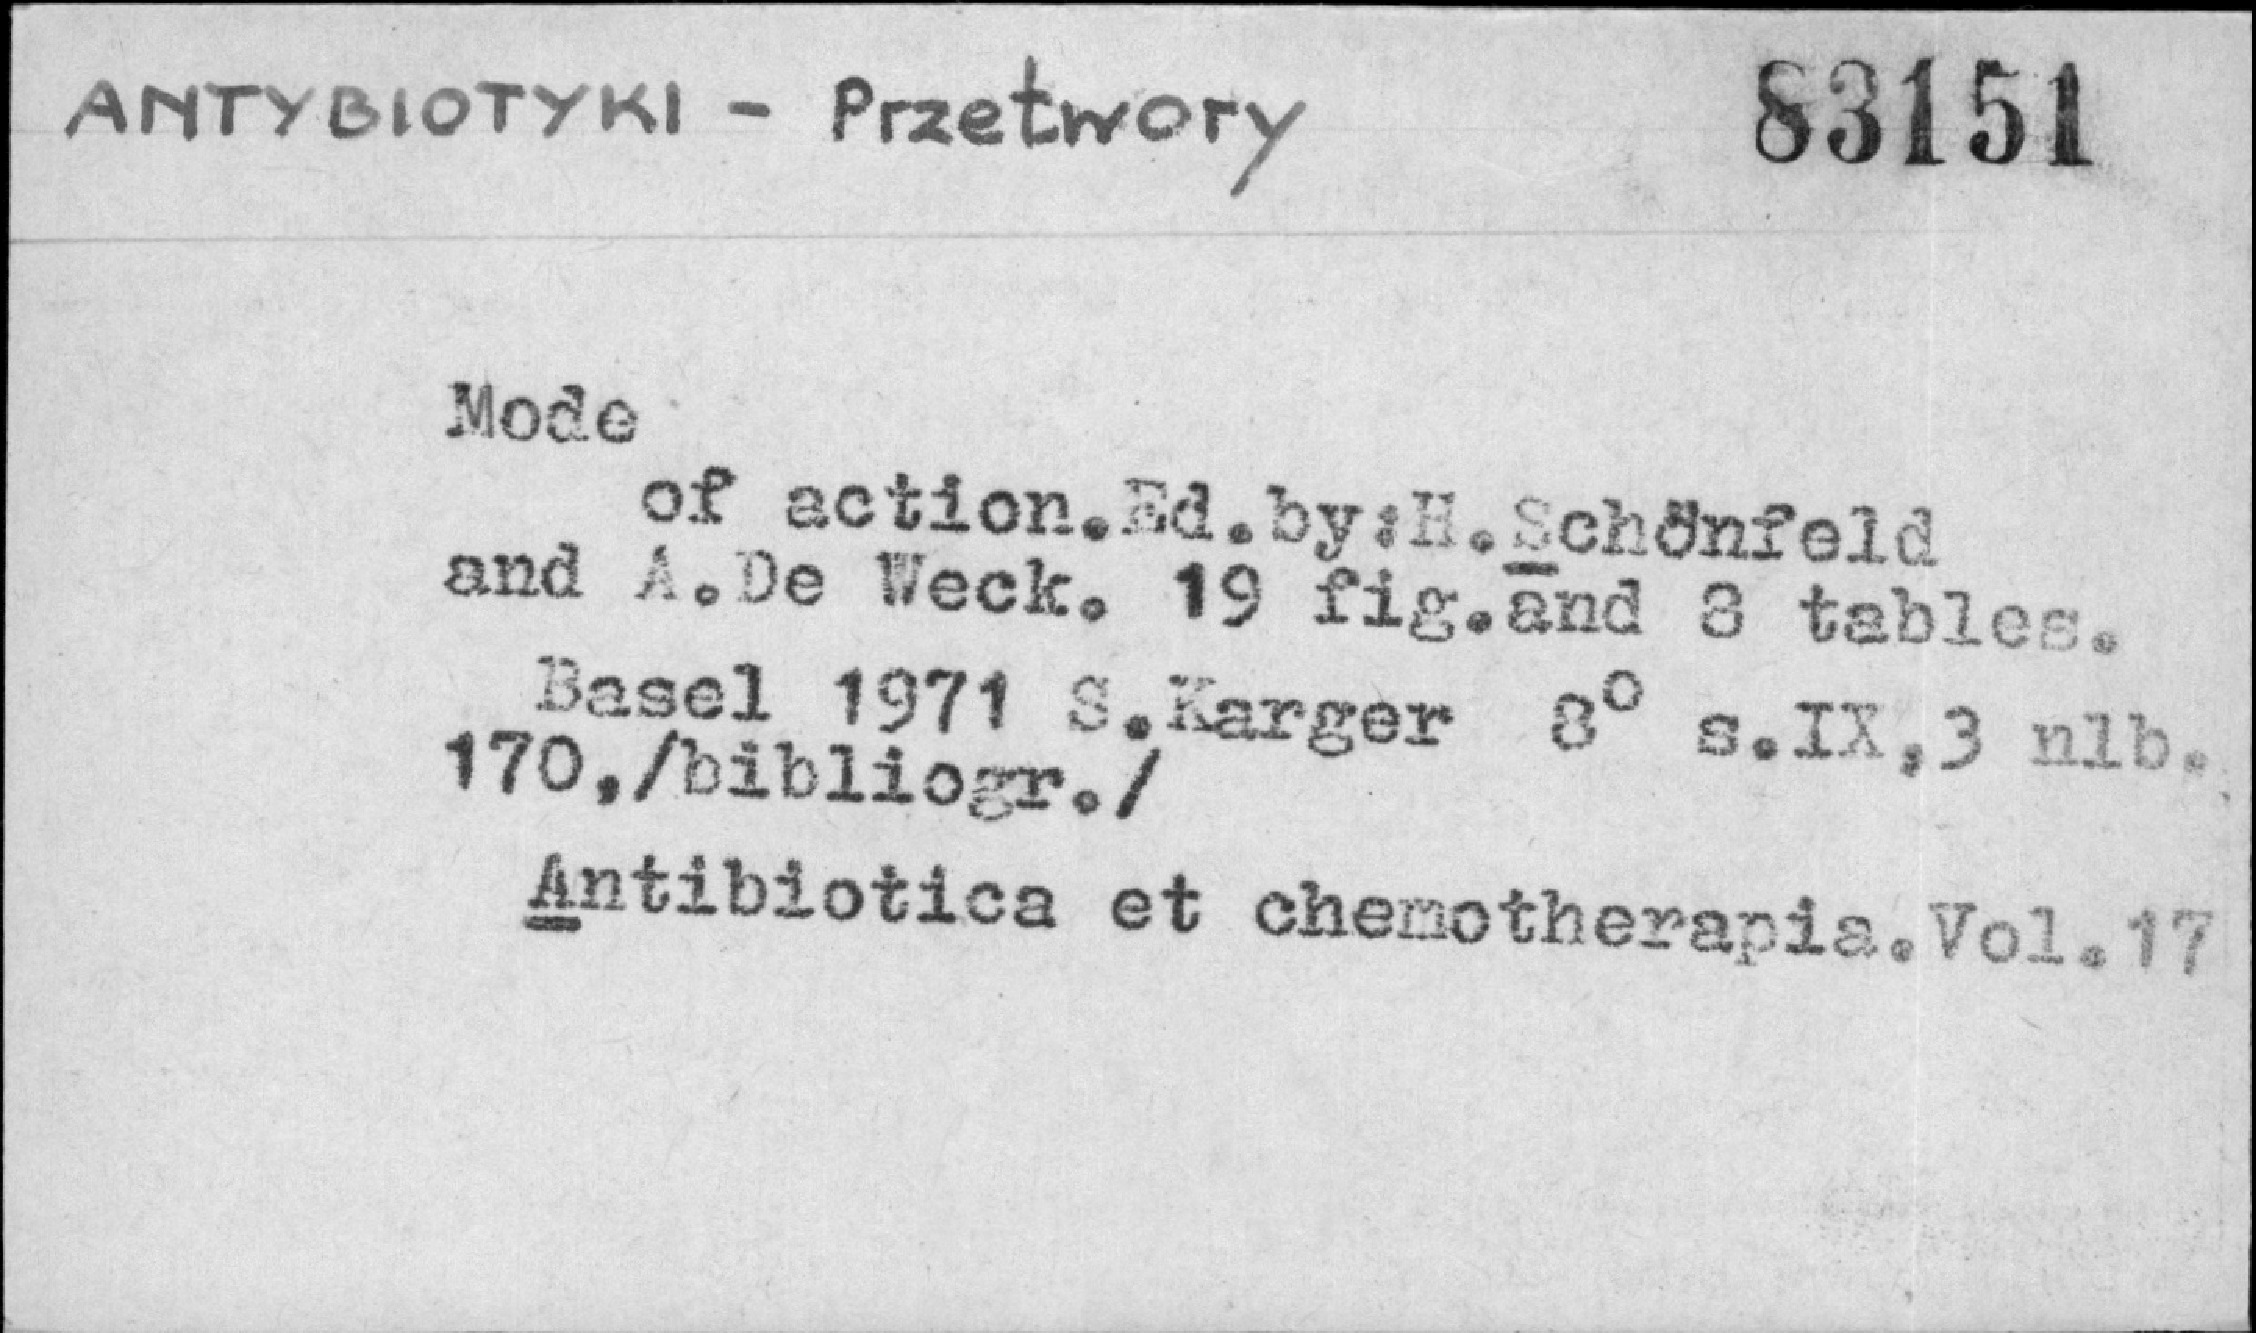 ANTYBIOTYKI - Przetwory 83151
Mode
of action.Ed.by:H.Schönfeld
and A.De Weck. 19 fig.and 8 tables.
Basel 1971 S.Karger 8° s.IX,3 nlb.
170,/bibliogr./
Antibiotica et chemotherapia.Vol.17